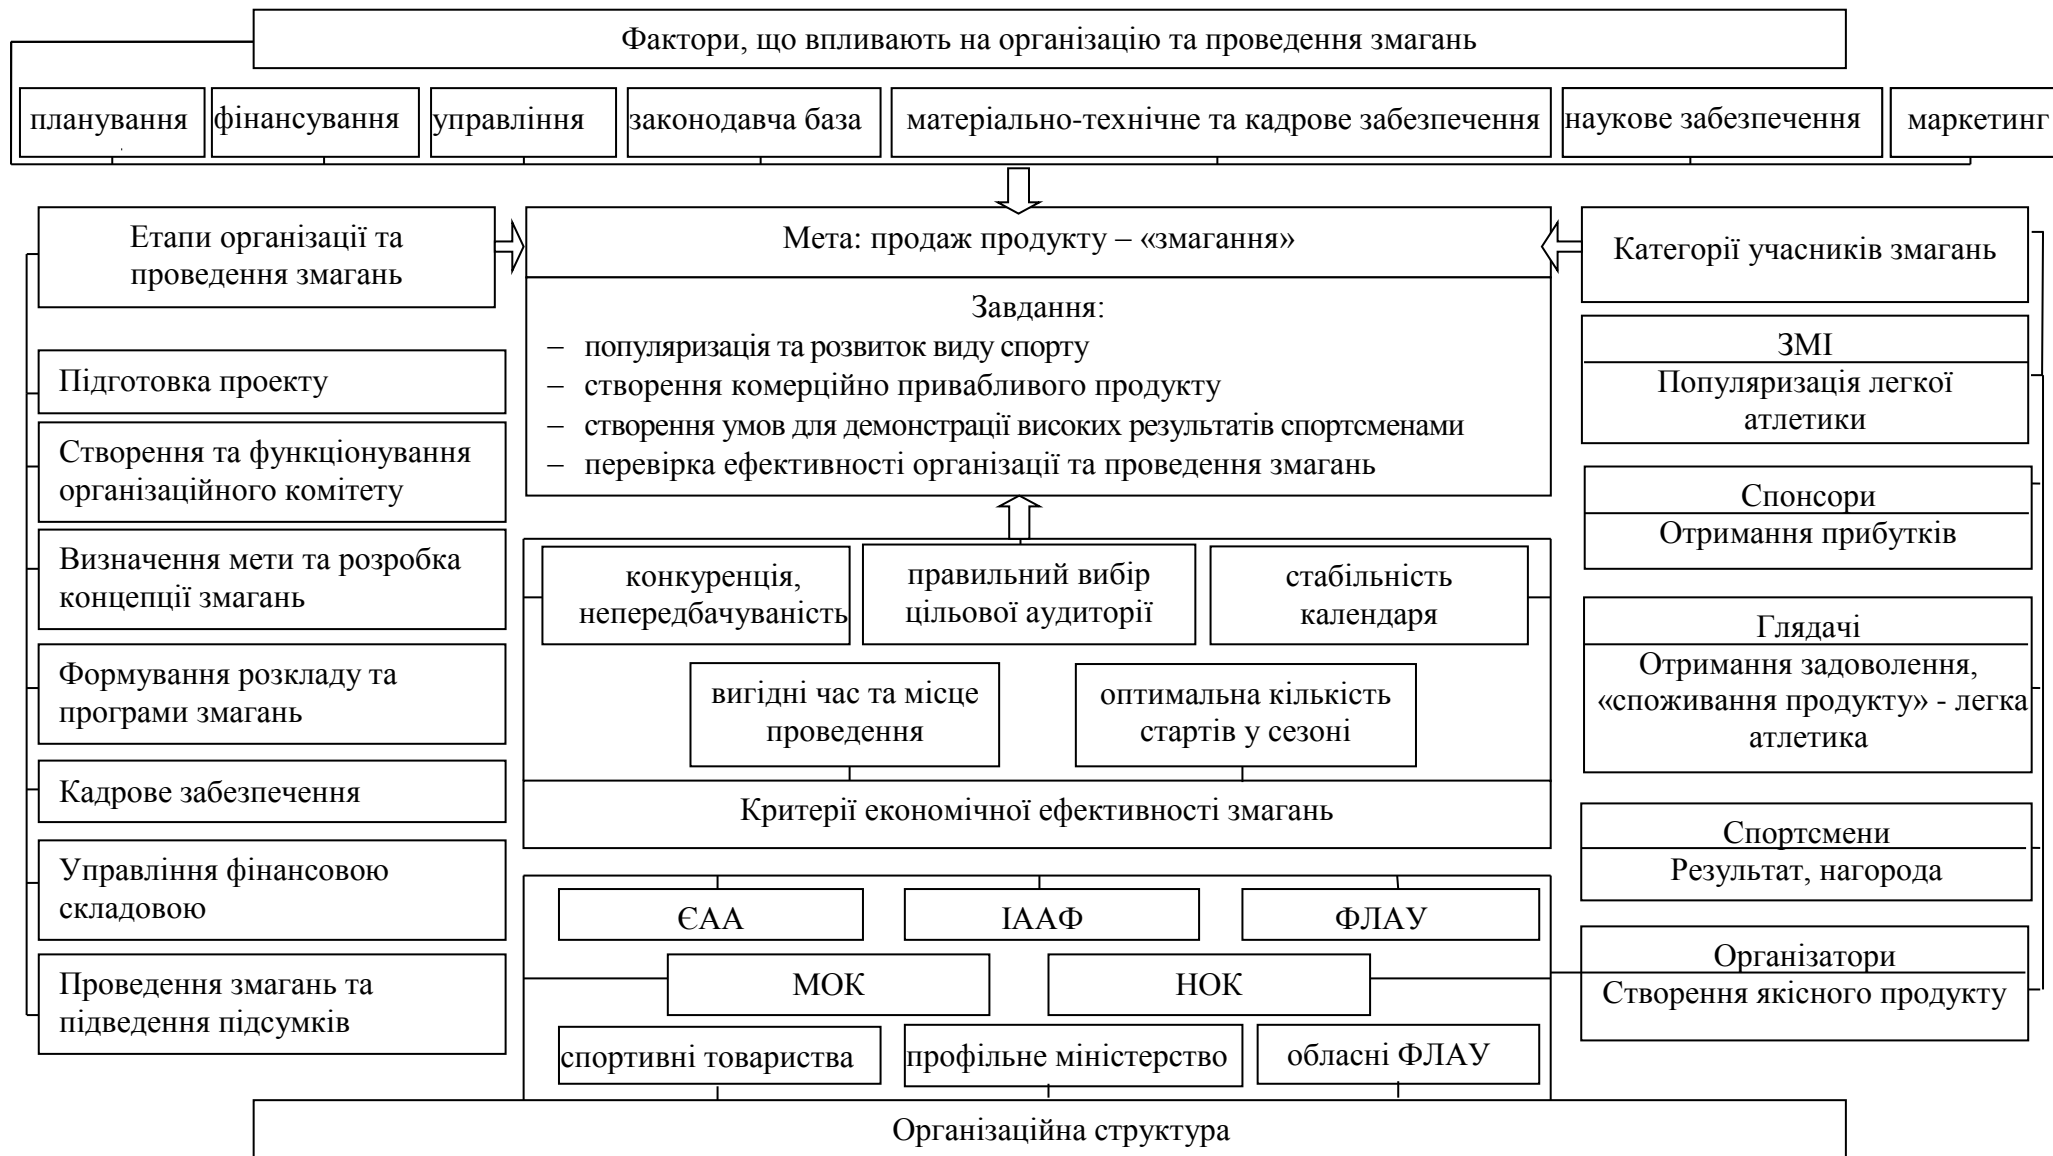 Фактори, що впливають на організацію та проведення змагань
планування
фінансування
управління
законодавча база
матеріально-технічне та кадрове забезпечення
наукове забезпечення
маркетинг
Етапи організації та
проведення змагань
Підготовка проекту
Створення та функціонування
організаційного комітету
Визначення мети та розробка
концепції змагань
Формування розкладу та
програми змагань
Кадрове забезпечення
Управління фінансовою
складовою
Проведення змагань та
підведення підсумків
Мета: продаж продукту – «змагання»
Завдання:
– популяризація та розвиток виду спорту
– створення комерційно привабливого продукту
– створення умов для демонстрації високих результатів спортсменами
– перевірка ефективності організації та проведення змагань
конкуренція,
непередбачуваність
правильний вибір
цільової аудиторії
стабільність
календаря
вигідні час та місце
проведення
оптимальна кількість
стартів у сезоні
Критерії економічної ефективності змагань
ЄАА
ІААФ
ФЛАУ
МОК
НОК
спортивні товариства
профільне міністерство
обласні ФЛАУ
Організаційна структура
Категорії учасників змагань
ЗМІ
Популяризація легкої
атлетики
Спонсори
Отримання прибутків
Глядачі
Отримання задоволення,
«споживання продукту» - легка
атлетика
Спортсмени
Результат, нагорода
Організатори
Створення якісного продукту